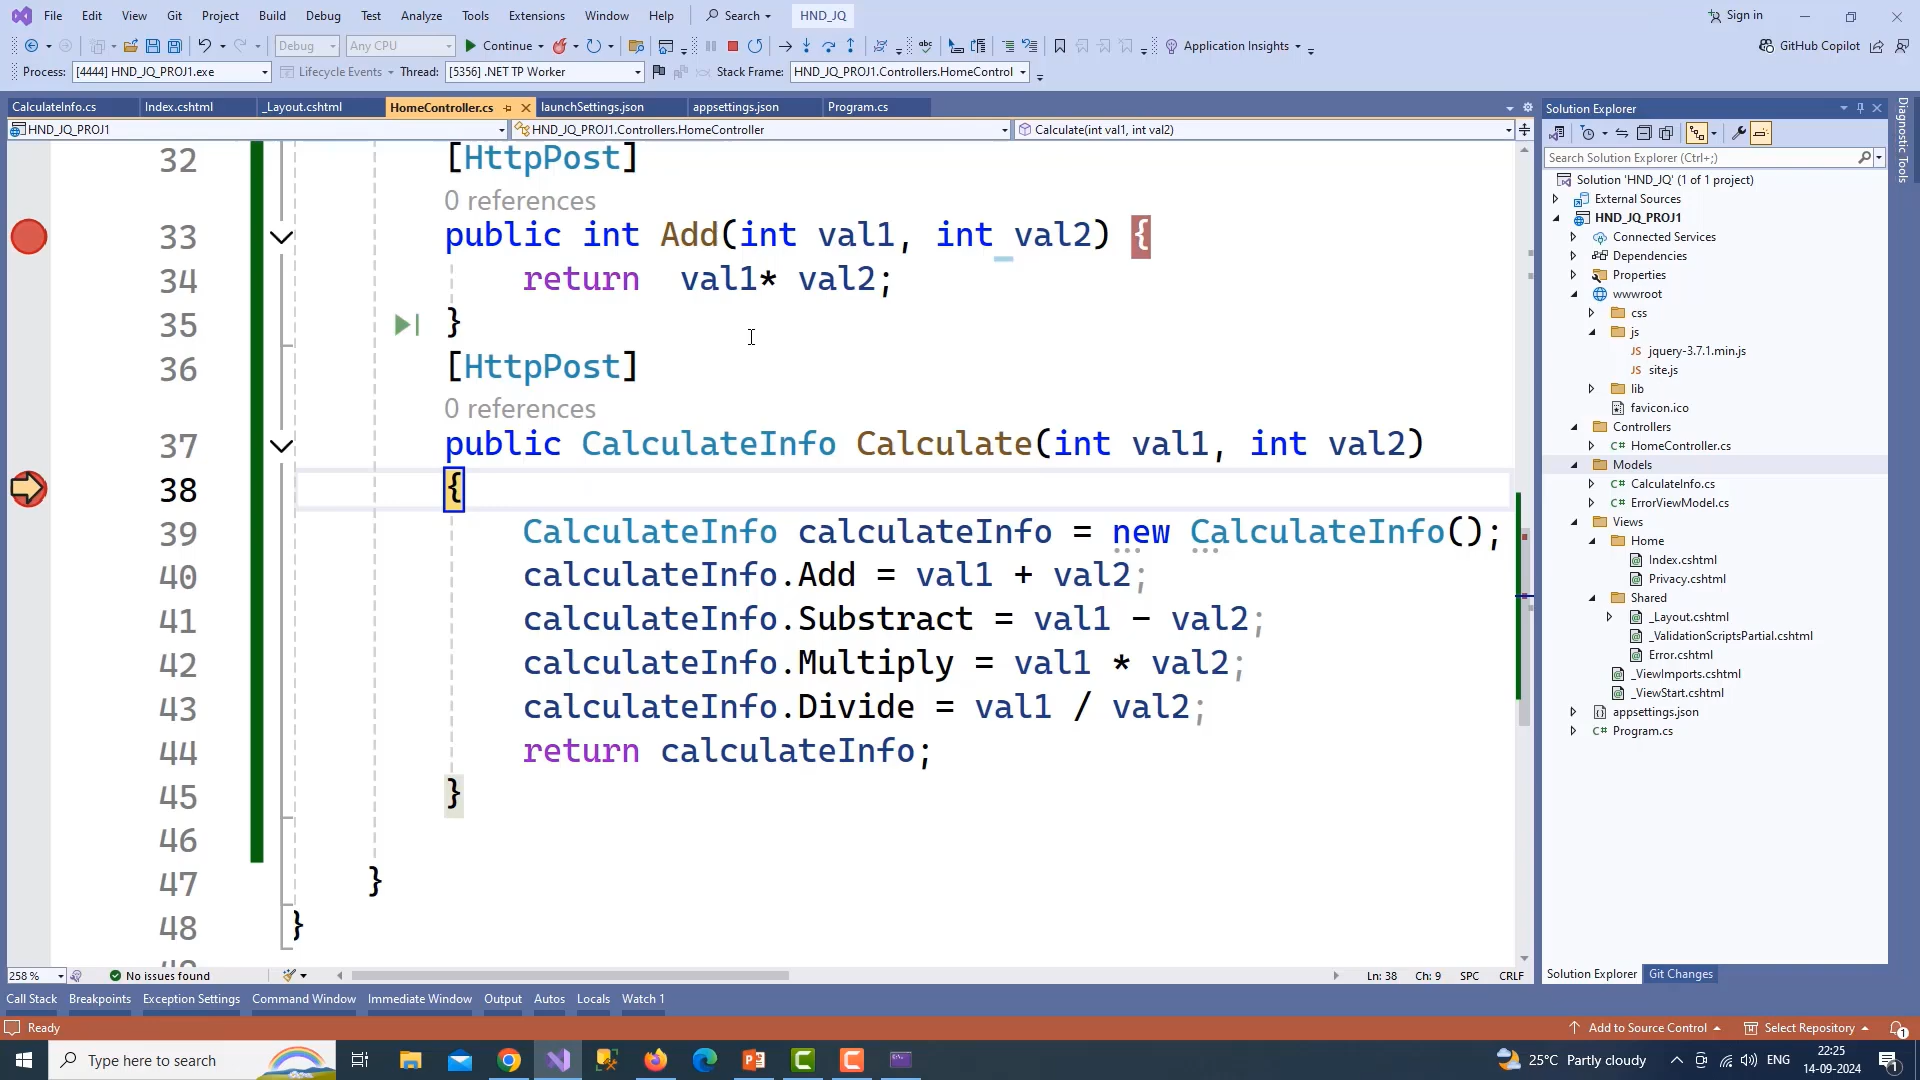 File Edit View Git Project Build Debug Test Analyze Tools Extensions Window Help Search HND_JQ Sign in
Debug Any CPU Continue Application Insights GitHub Copilot
Process: [4444] HND_JQ_PROJ1.exe Lifecycle Events Thread: [5356] .NET TP Worker Stack Frame: HND_JQ_PROJ1.Controllers.HomeControl
CalculateInfo.cs Index.cshtml _Layout.cshtml HomeController.cs launchSettings.json appsettings.json Program.cs
HND_JQ_PROJ1 HND_JQ_PROJ1.Controllers.HomeController Calculate(int val1, int val2)
32 [HttpPost]
0 references
33 public int Add(int val1, int val2) {
34 return val1* val2;
35 }
36 [HttpPost]
0 references
37 public CalculateInfo Calculate(int val1, int val2)
38 {
39 CalculateInfo calculateInfo = new CalculateInfo();
40 calculateInfo.Add = val1 + val2;
41 calculateInfo.Substract = val1 - val2;
42 calculateInfo.Multiply = val1 * val2;
43 calculateInfo.Divide = val1 / val2;
44 return calculateInfo;
45 }
46
47 }
48 }
258 % No issues found Ln: 38 Ch: 9 SPC CRLF
Solution Explorer
Search Solution Explorer (Ctrl+;)
Solution 'HND_JQ' (1 of 1 project)
External Sources
HND_JQ_PROJ1
Connected Services
Dependencies
Properties
wwwroot
css
js
JS jquery-3.7.1.min.js
JS site.js
lib
favicon.ico
Controllers
C# HomeController.cs
Models
C# CalculateInfo.cs
C# ErrorViewModel.cs
Views
Home
Index.cshtml
Privacy.cshtml
Shared
_Layout.cshtml
_ValidationScriptsPartial.cshtml
Error.cshtml
_ViewImports.cshtml
_ViewStart.cshtml
appsettings.json
C# Program.cs
Solution Explorer Git Changes
Diagnostic Tools
Call Stack Breakpoints Exception Settings Command Window Immediate Window Output Autos Locals Watch 1
Ready Add to Source Control Select Repository 1
Type here to search 25°C Partly cloudy ENG 22:25
14-09-2024 1